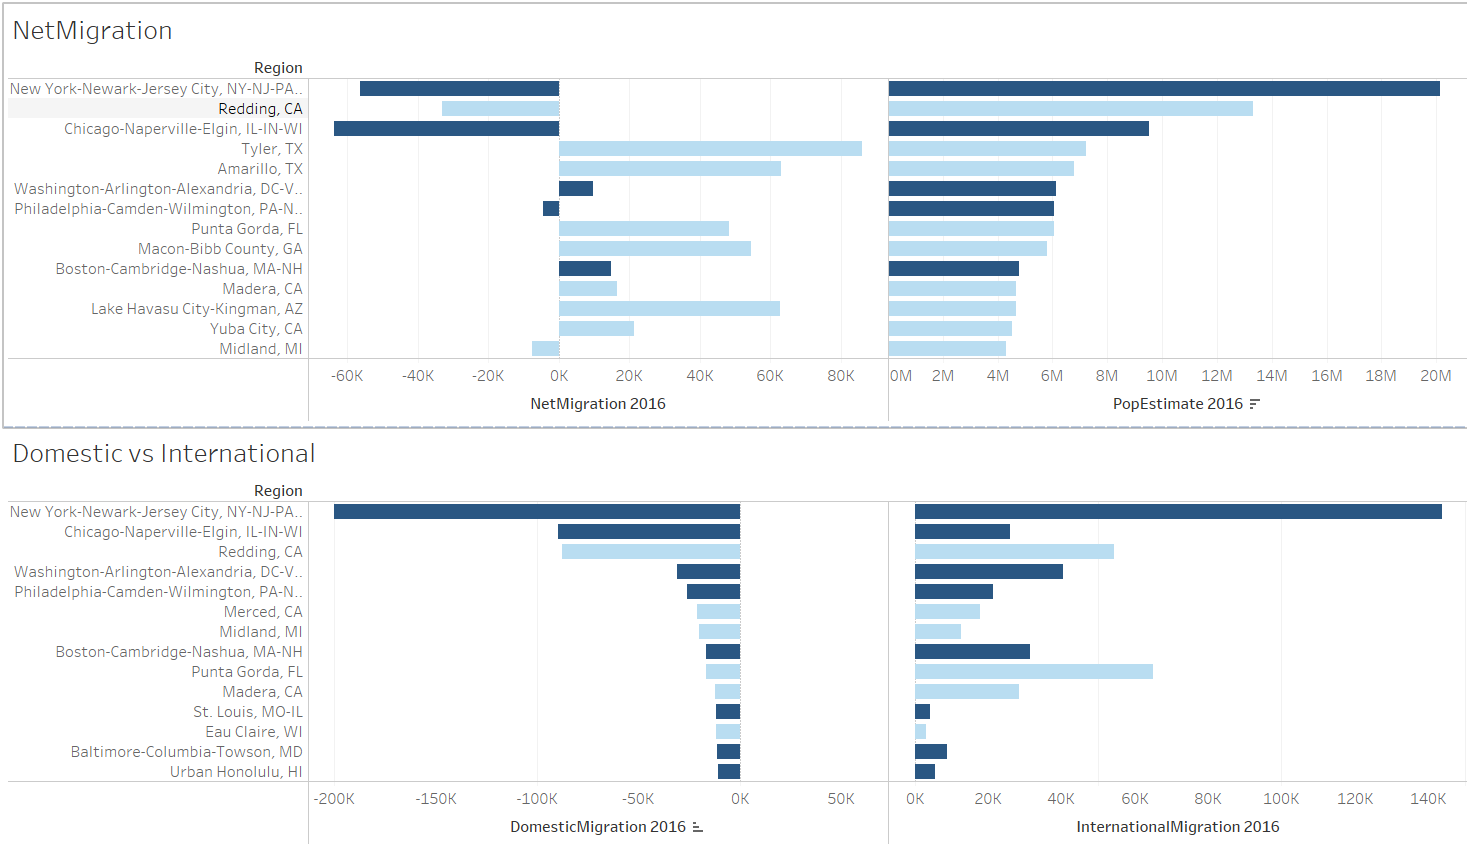 NetMigration
Region
New York-Newark-Jersey City, NY-NJ-PA..
Redding, CA
Chicago-Naperville-Elgin, IL-IN-WI
Tyler, TX
Amarillo, TX
Washington-Arlington-Alexandria, DC-V..
Philadelphia-Camden-Wilmington, PA-N..
Punta Gorda, FL
Macon-Bibb County, GA
Boston-Cambridge-Nashua, MA-NH
Madera, CA
Lake Havasu City-Kingman, AZ
Yuba City, CA
Midland, MI
-60K -40K -20K 0K 20K 40K 60K 80K 0M 2M 4M 6M 8M 10M 12M 14M 16M 18M 20M
NetMigration 2016 PopEstimate 2016
Domestic vs International
Region
New York-Newark-Jersey City, NY-NJ-PA..
Chicago-Naperville-Elgin, IL-IN-WI
Redding, CA
Washington-Arlington-Alexandria, DC-V..
Philadelphia-Camden-Wilmington, PA-N..
Merced, CA
Midland, MI
Boston-Cambridge-Nashua, MA-NH
Punta Gorda, FL
Madera, CA
St. Louis, MO-IL
Eau Claire, WI
Baltimore-Columbia-Towson, MD
Urban Honolulu, HI
-200K -150K -100K -50K 0K 50K 0K 20K 40K 60K 80K 100K 120K 140K
DomesticMigration 2016 InternationalMigration 2016